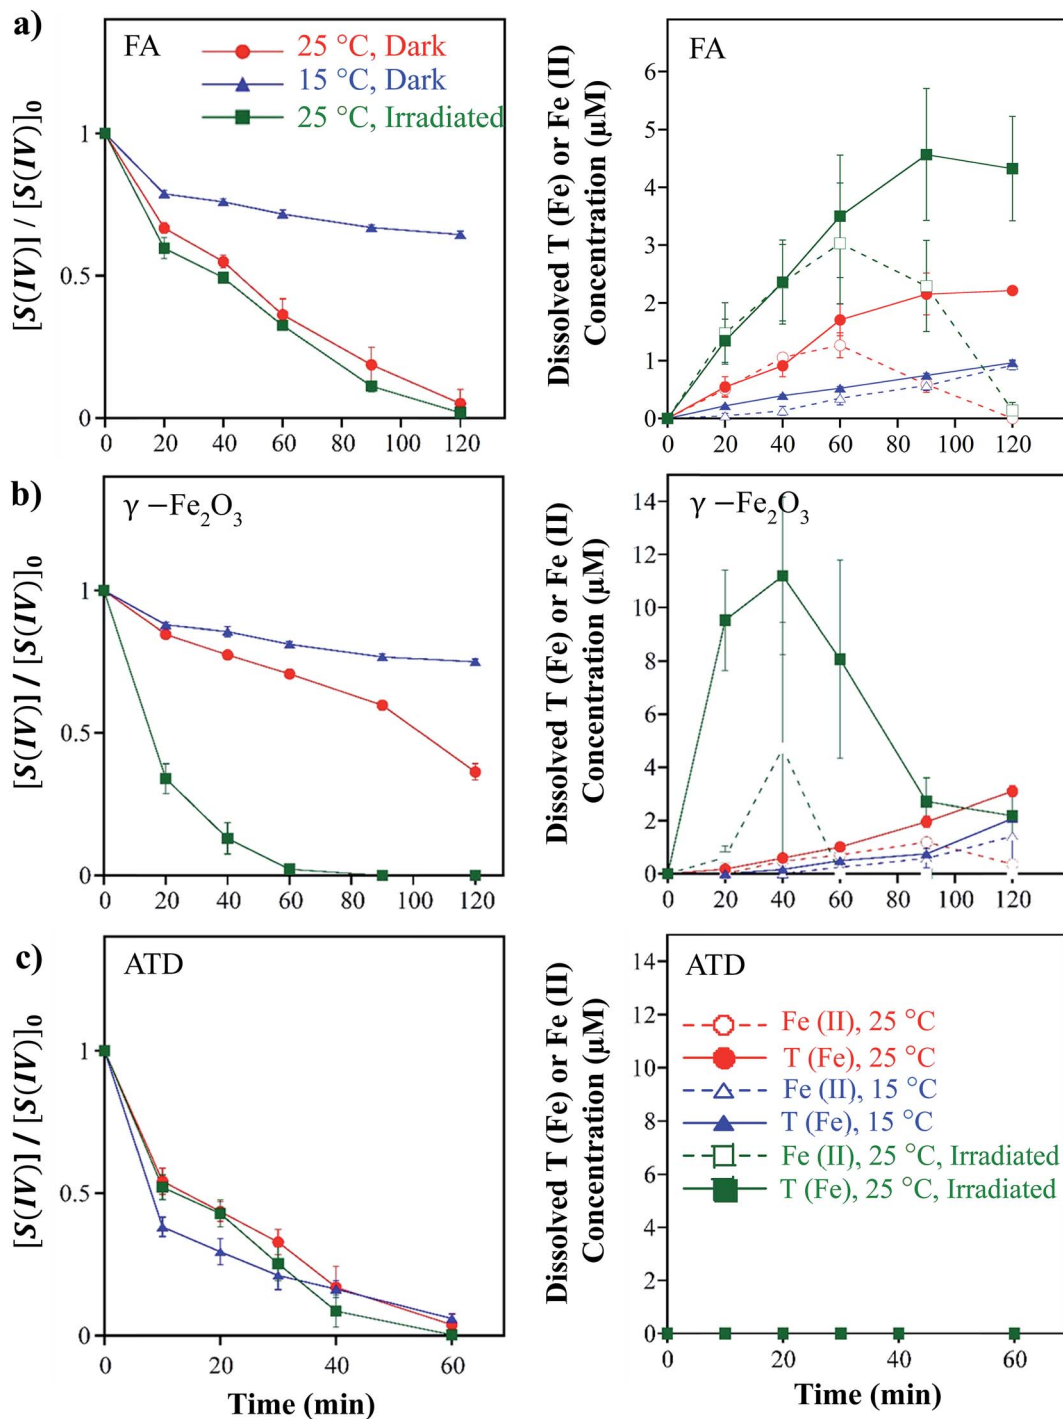 a)
FA
25 °C, Dark
15 °C, Dark
25 °C, Irradiated
[S(IV)] / [S(IV)]₀
1
0.5
0
0 20 40 60 80 100 120
Dissolved T (Fe) or Fe (II)
Concentration (µM)
FA
6
5
4
3
2
1
0
0 20 40 60 80 100 120
b)
γ −Fe₂O₃
[S(IV)] / [S(IV)]₀
1
0.5
0
0 20 40 60 80 100 120
Dissolved T (Fe) or Fe (II)
Concentration (µM)
γ −Fe₂O₃
14
12
10
8
6
4
2
0
0 20 40 60 80 100 120
c)
ATD
[S(IV)] / [S(IV)]₀
1
0.5
0
0 20 40 60
Time (min)
Dissolved T (Fe) or Fe (II)
Concentration (µM)
ATD
Fe (II), 25 °C
T (Fe), 25 °C
Fe (II), 15 °C
T (Fe), 15 °C
Fe (II), 25 °C, Irradiated
T (Fe), 25 °C, Irradiated
14
12
10
8
6
4
2
0
0 20 40 60
Time (min)